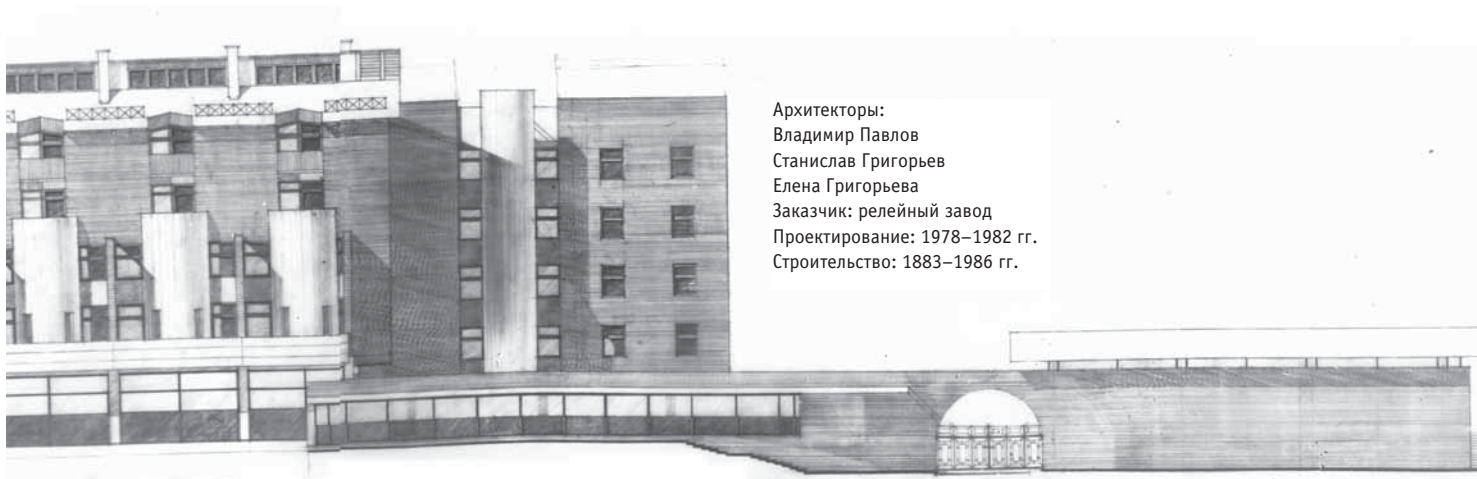 Архитекторы:
Владимир Павлов
Станислав Григорьев
Елена Григорьева
Заказчик: релейный завод
Проектирование: 1978–1982 гг.
Строительство: 1883–1986 гг.